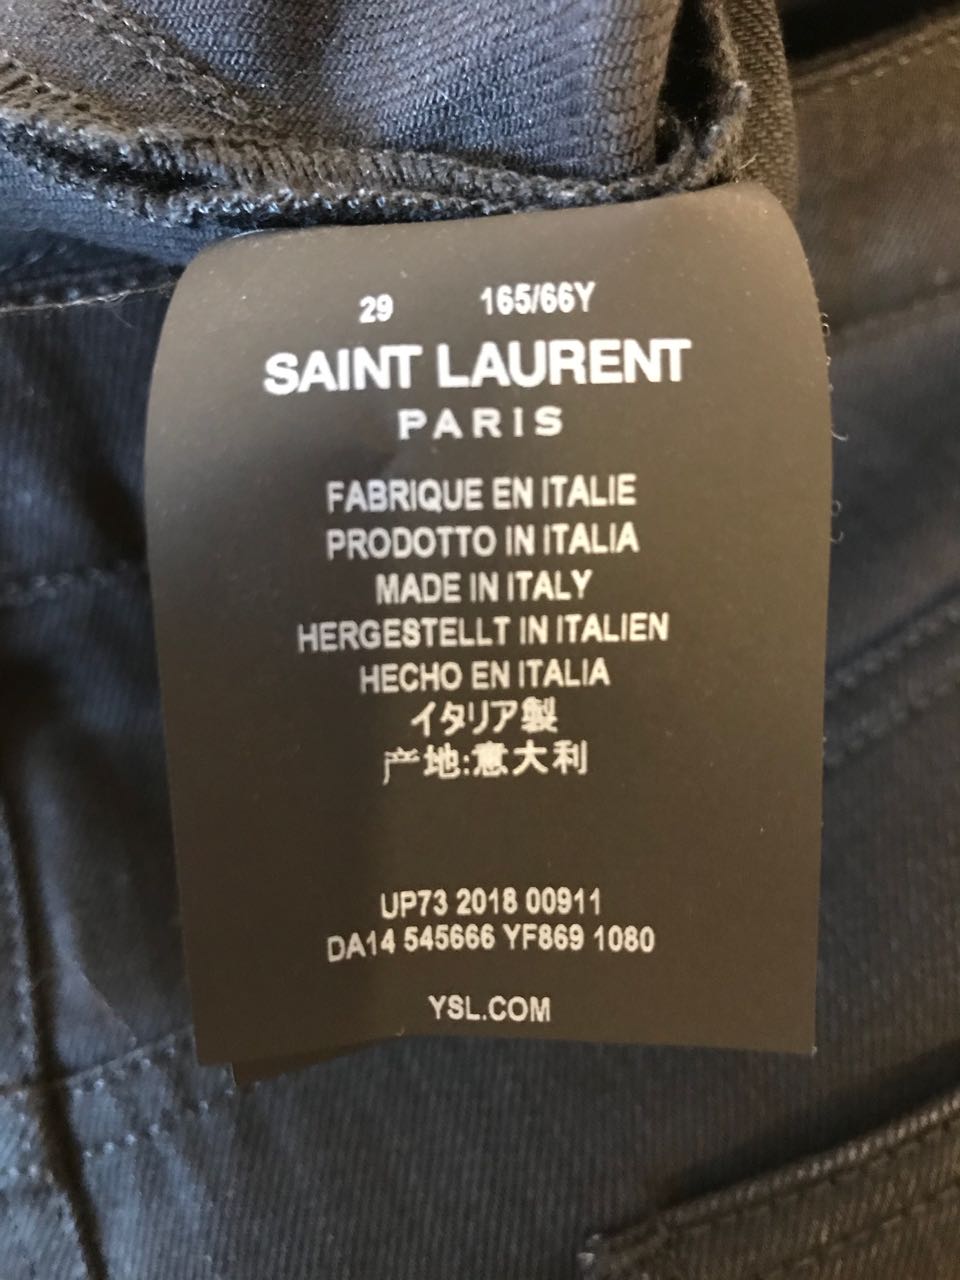 29 165/66Y
SAINT LAURENT
PARIS
FABRIQUE EN ITALIE
PRODOTTO IN ITALIA
MADE IN ITALY
HERGESTELLT IN ITALIEN
HECHO EN ITALIA
イタリア製
产地:意大利
UP73 2018 00911
DA14 545666 YF869 1080
YSL.COM